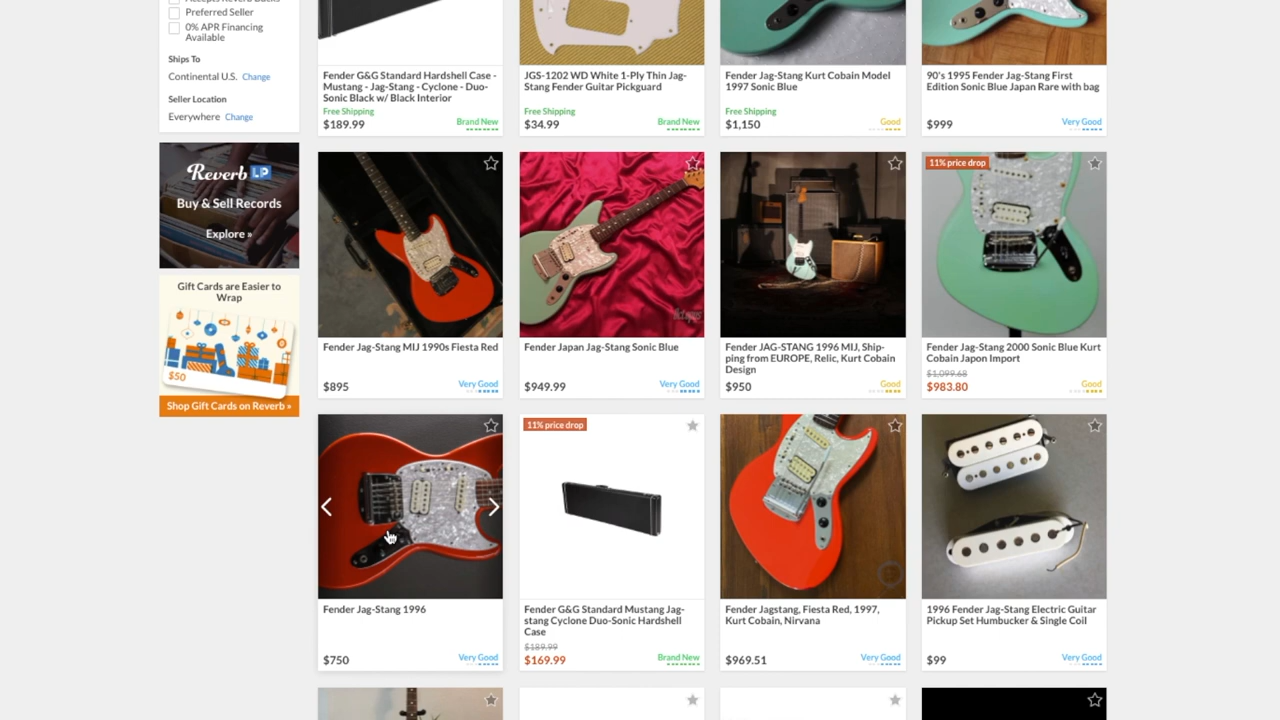 Preferred Seller
0% APR Financing
Available
Ships To
Continental U.S. Change
Seller Location
Everywhere Change
Reverb LP
Buy & Sell Records
Explore »
Gift Cards are Easier to
Wrap
$50
Shop Gift Cards on Reverb »
Fender G&G Standard Hardshell Case -
Mustang - Jag-Stang - Cyclone - Duo-
Sonic Black w/ Black Interior
Free Shipping
$189.99 Brand New
JGS-1202 WD White 1-Ply Thin Jag-
Stang Fender Guitar Pickguard
Free Shipping
$34.99 Brand New
Fender Jag-Stang Kurt Cobain Model
1997 Sonic Blue
Free Shipping
$1,150 Good
90's 1995 Fender Jag-Stang First
Edition Sonic Blue Japan Rare with bag
$999 Very Good
Fender Jag-Stang MIJ 1990s Fiesta Red
$895 Very Good
Fender Japan Jag-Stang Sonic Blue
$949.99 Very Good
Fender JAG-STANG 1996 MIJ, Ship-
ping from EUROPE, Relic, Kurt Cobain
Design
$950 Good
11% price drop
Fender Jag-Stang 2000 Sonic Blue Kurt
Cobain Japon Import
$1,099.68
$983.80 Good
Fender Jag-Stang 1996
$750 Very Good
11% price drop
Fender G&G Standard Mustang Jag-
stang Cyclone Duo-Sonic Hardshell
Case
$189.99
$169.99 Brand New
Fender Jagstang, Fiesta Red, 1997,
Kurt Cobain, Nirvana
$969.51 Very Good
1996 Fender Jag-Stang Electric Guitar
Pickup Set Humbucker & Single Coil
$99 Very Good